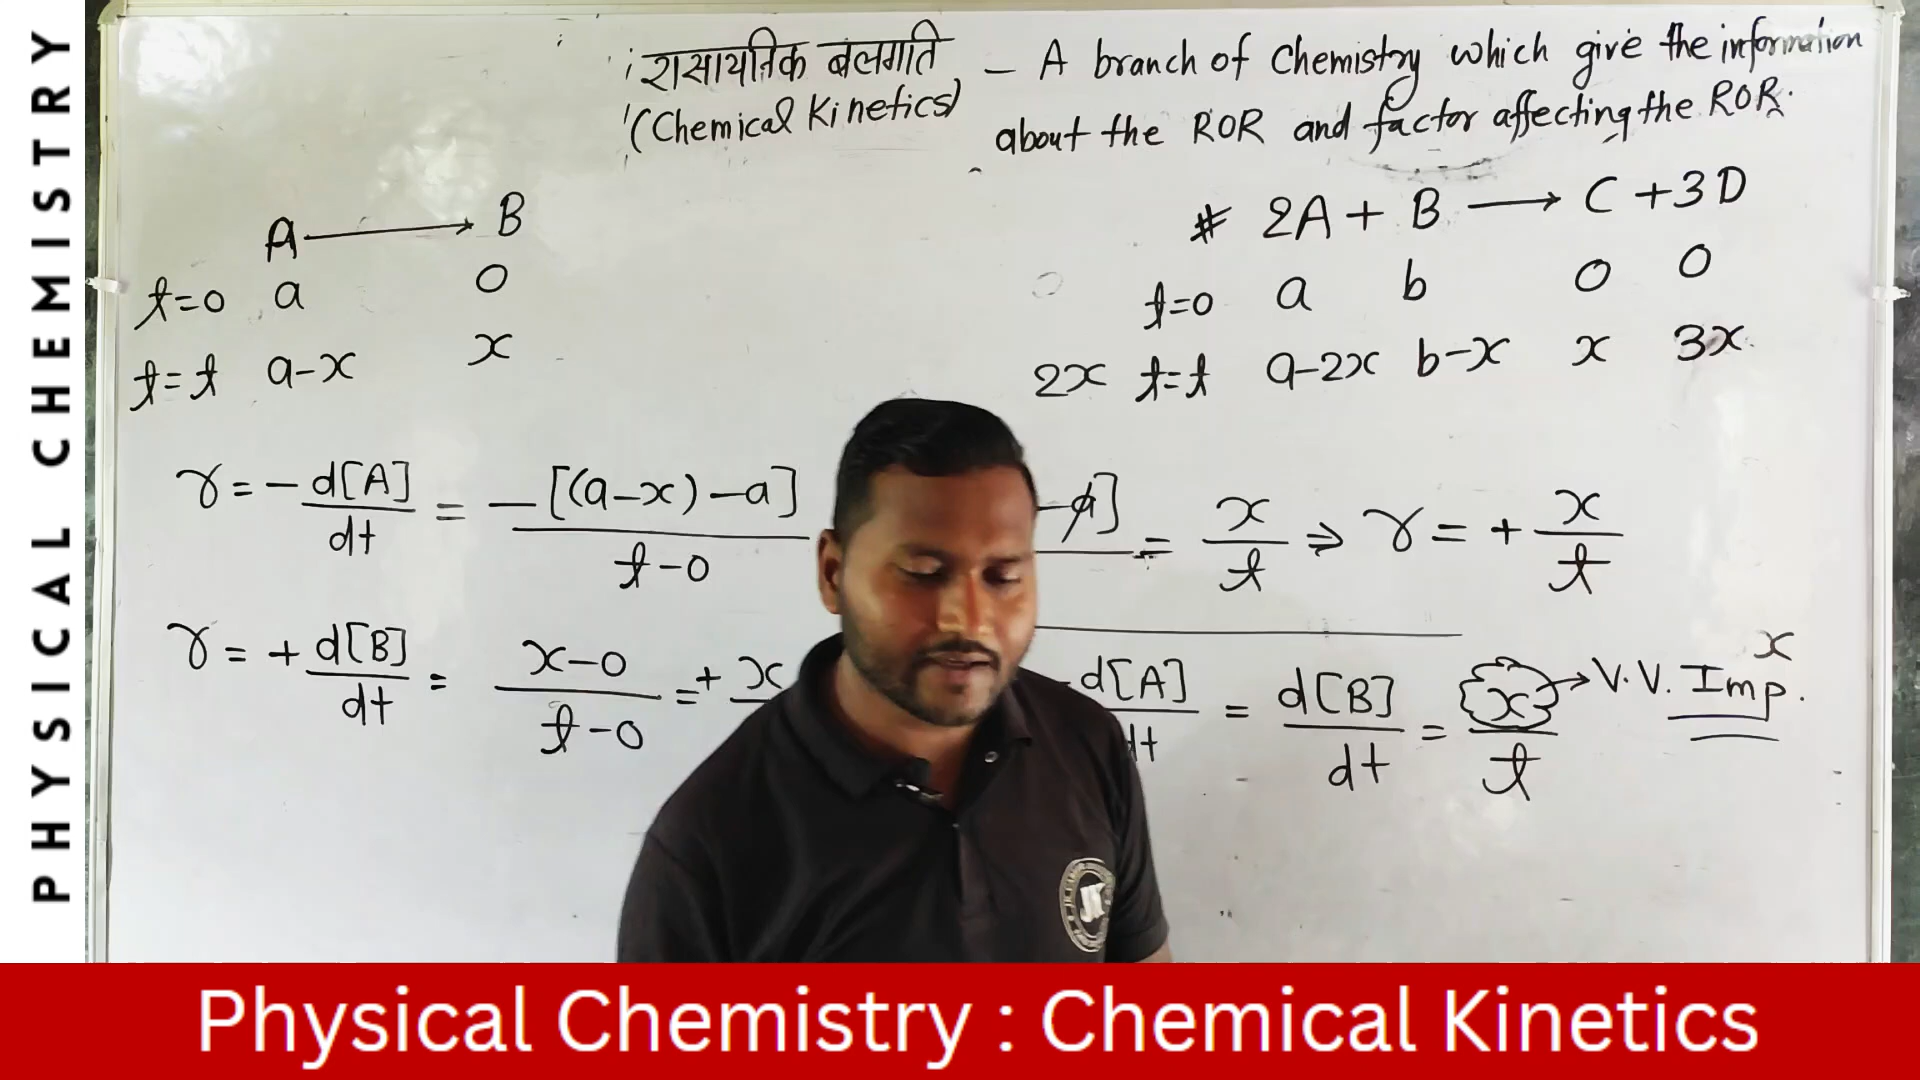 PHYSICAL CHEMISTRY
रासायनिक बलगति – A branch of Chemistry which give the information
(Chemical Kinetics) about the ROR and factor affecting the ROR.
A ⟶ B
t=0 a 0
t=t a-x x
# 2A + B ⟶ C + 3D
t=0 a b 0 0
2x t=t a-2x b-x x 3x
r = - d[A]/dt = -[(a-x)-a]/t-0 -a] = x/t ⇒ r = + x/t
r = + d[B]/dt = x-0/t-0 = + x
- d[A]/dt = d[B]/dt = x/t → V.V. Imp.
x
Physical Chemistry : Chemical Kinetics